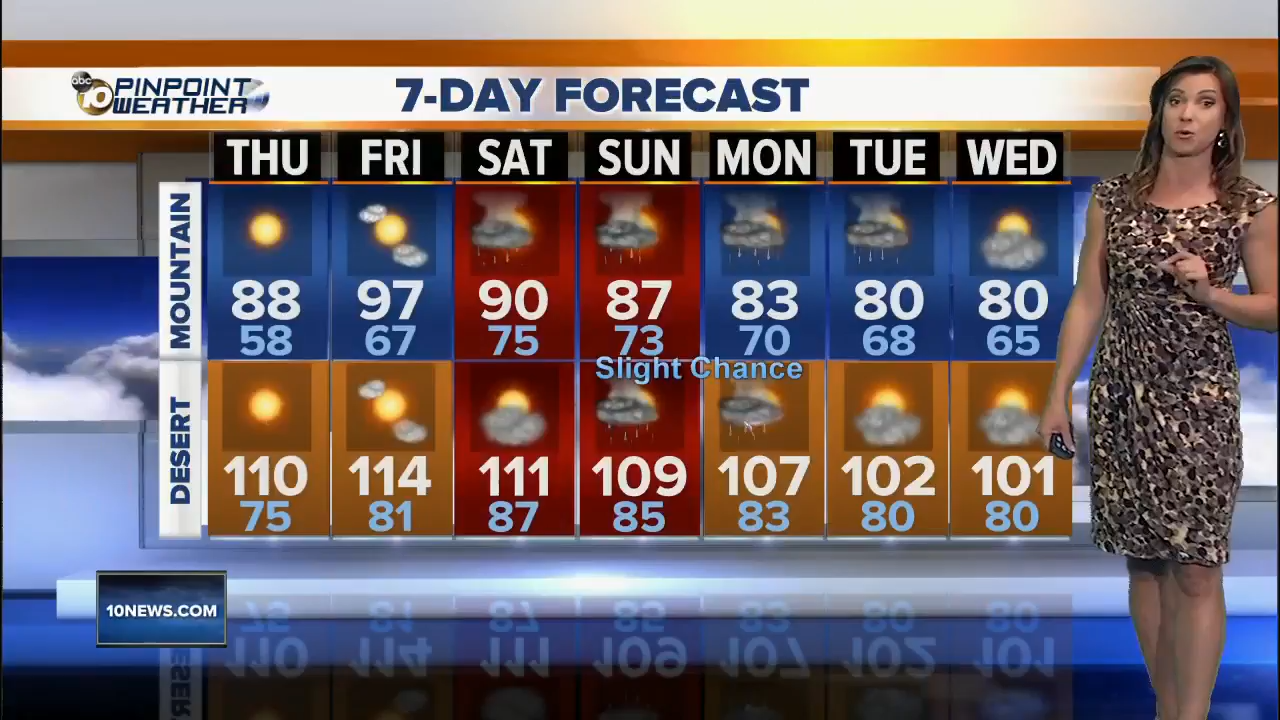 abc 10 PINPOINT WEATHER
7-DAY FORECAST
THU FRI SAT SUN MON TUE WED
MOUNTAIN
88 97 90 87 83 80 80
58 67 75 73 70 68 65
Slight Chance
DESERT
110 114 111 109 107 102 101
75 81 87 85 83 80 80
10NEWS.COM